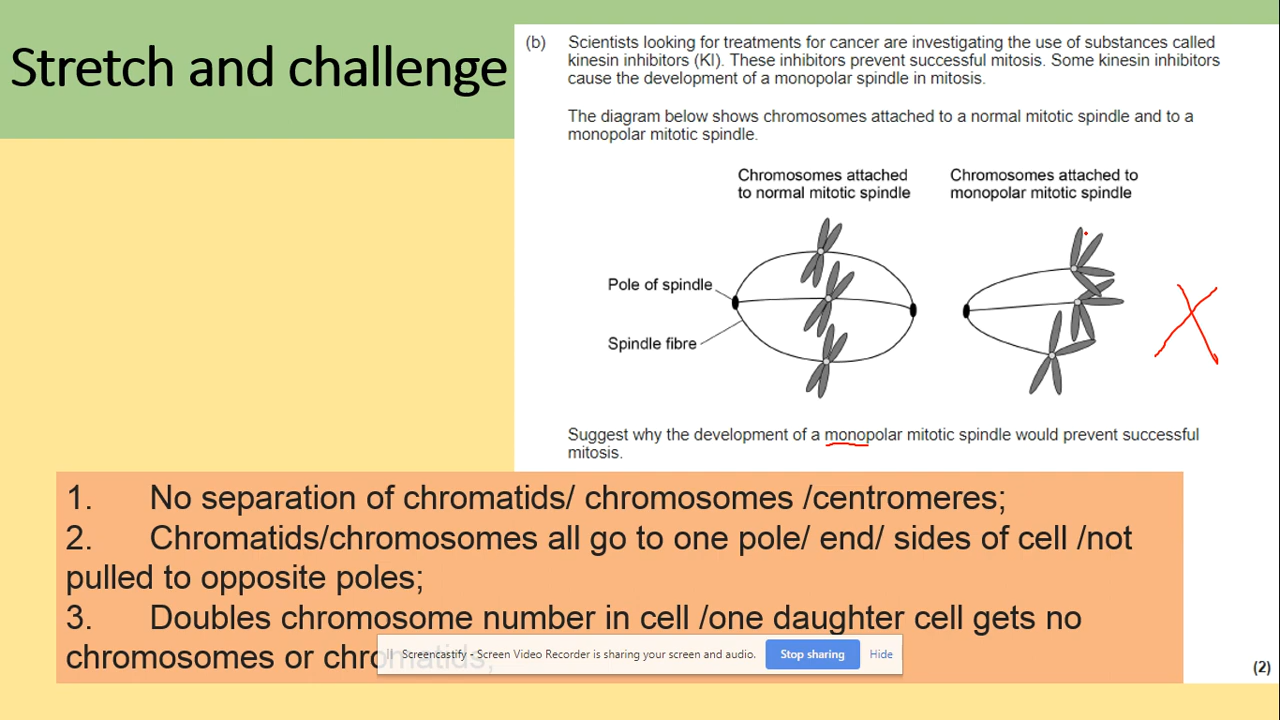 Stretch and challenge
(b) Scientists looking for treatments for cancer are investigating the use of substances called
kinesin inhibitors (KI). These inhibitors prevent successful mitosis. Some kinesin inhibitors
cause the development of a monopolar spindle in mitosis.
The diagram below shows chromosomes attached to a normal mitotic spindle and to a
monopolar mitotic spindle.
Chromosomes attached
to normal mitotic spindle
Chromosomes attached to
monopolar mitotic spindle
Pole of spindle
Spindle fibre
Suggest why the development of a monopolar mitotic spindle would prevent successful
mitosis.
1. No separation of chromatids/ chromosomes /centromeres;
2. Chromatids/chromosomes all go to one pole/ end/ sides of cell /not
pulled to opposite poles;
3. Doubles chromosome number in cell /one daughter cell gets no
chromosomes or chromatids;
Screencastify - Screen Video Recorder is sharing your screen and audio.
Stop sharing
Hide
(2)